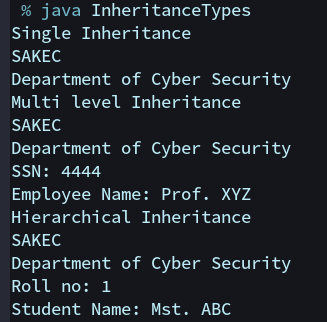 % java InheritanceTypes
Single Inheritance
SAKEC
Department of Cyber Security
Multi level Inheritance
SAKEC
Department of Cyber Security
SSN: 4444
Employee Name: Prof. XYZ
Hierarchical Inheritance
SAKEC
Department of Cyber Security
Roll no: 1
Student Name: Mst. ABC